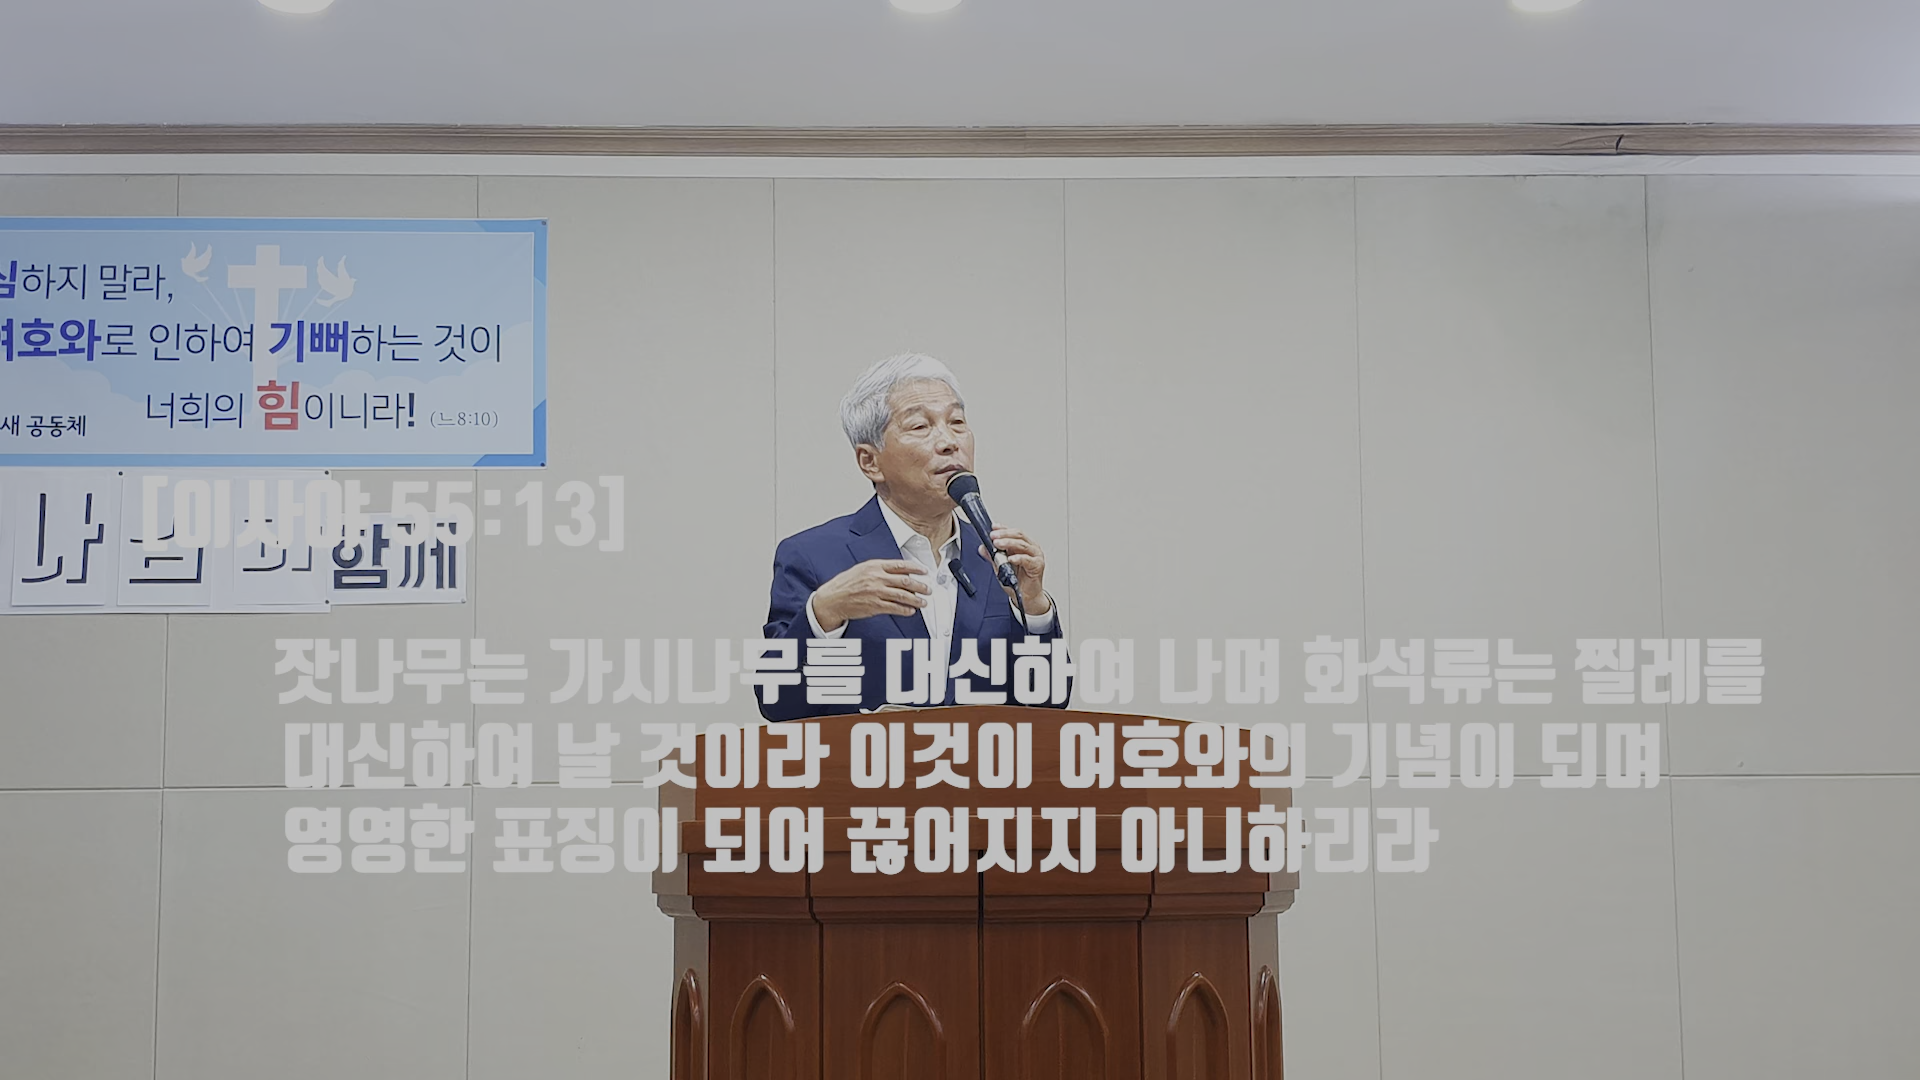 심하지 말라,
여호와로 인하여 기뻐하는 것이
너희의 힘이니라! (느8:10)
새 공동체
함께
[이사야 55:13]
잣나무는 가시나무를 대신하여 나며 화석류는 찔레를
대신하여 날 것이라 이것이 여호와의 기념이 되며
영영한 표징이 되어 끊어지지 아니하리라